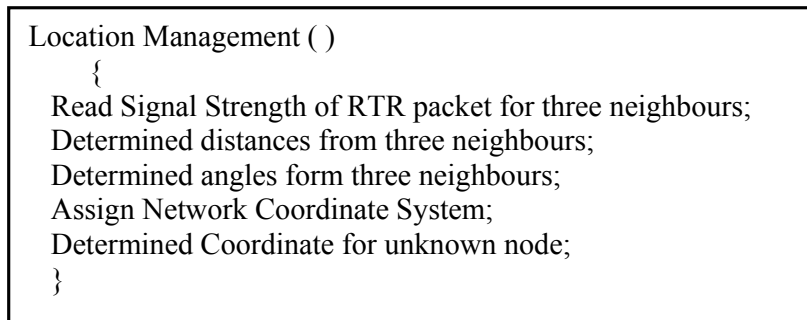 Location Management ( )
{
Read Signal Strength of RTR packet for three neighbours;
Determined distances from three neighbours;
Determined angles form three neighbours;
Assign Network Coordinate System;
Determined Coordinate for unknown node;
}